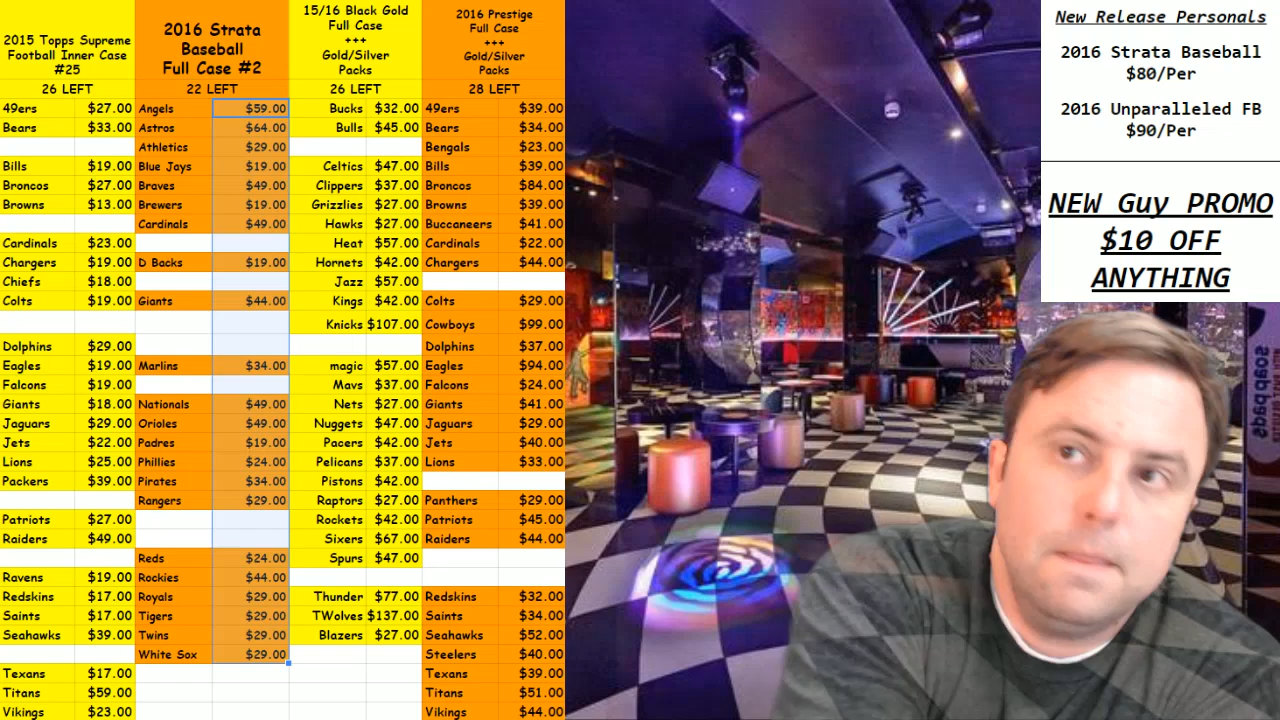 2015 Topps Supreme
Football Inner Case
#25
26 LEFT
49ers $27.00
Bears $33.00
Bills $19.00
Broncos $27.00
Browns $13.00
Cardinals $23.00
Chargers $19.00
Chiefs $18.00
Colts $19.00
Dolphins $29.00
Eagles $19.00
Falcons $19.00
Giants $18.00
Jaguars $29.00
Jets $22.00
Lions $25.00
Packers $39.00
Patriots $27.00
Raiders $49.00
Ravens $19.00
Redskins $17.00
Saints $17.00
Seahawks $39.00
Texans $17.00
Titans $59.00
Vikings $23.00
2016 Strata
Baseball
Full Case #2
22 LEFT
Angels $59.00
Astros $64.00
Athletics $29.00
Blue Jays $19.00
Braves $49.00
Brewers $19.00
Cardinals $49.00
D Backs $19.00
Giants $44.00
Marlins $34.00
Nationals $49.00
Orioles $49.00
Padres $19.00
Phillies $24.00
Pirates $34.00
Rangers $29.00
Reds $24.00
Rockies $44.00
Royals $29.00
Tigers $29.00
Twins $29.00
White Sox $29.00
15/16 Black Gold
Full Case
+++
Gold/Silver
Packs
26 LEFT
Bucks $32.00
Bulls $45.00
Celtics $47.00
Clippers $37.00
Grizzlies $27.00
Hawks $27.00
Heat $57.00
Hornets $42.00
Jazz $57.00
Kings $42.00
Knicks $107.00
magic $57.00
Mavs $37.00
Nets $27.00
Nuggets $47.00
Pacers $42.00
Pelicans $37.00
Pistons $42.00
Raptors $27.00
Rockets $42.00
Sixers $67.00
Spurs $47.00
Thunder $77.00
TWolves $137.00
Blazers $27.00
2016 Prestige
Full Case
+++
Gold/Silver
Packs
28 LEFT
49ers $39.00
Bears $34.00
Bengals $23.00
Bills $39.00
Broncos $84.00
Browns $39.00
Buccaneers $41.00
Cardinals $22.00
Chargers $44.00
Colts $29.00
Cowboys $99.00
Dolphins $37.00
Eagles $94.00
Falcons $24.00
Giants $41.00
Jaguars $29.00
Jets $40.00
Lions $33.00
Panthers $29.00
Patriots $45.00
Raiders $44.00
Redskins $32.00
Saints $34.00
Seahawks $52.00
Steelers $40.00
Texans $39.00
Titans $51.00
Vikings $44.00
New Release Personals
2016 Strata Baseball
$80/Per
2016 Unparalleled FB
$90/Per
NEW Guy PROMO
$10 OFF
ANYTHING
soapbags